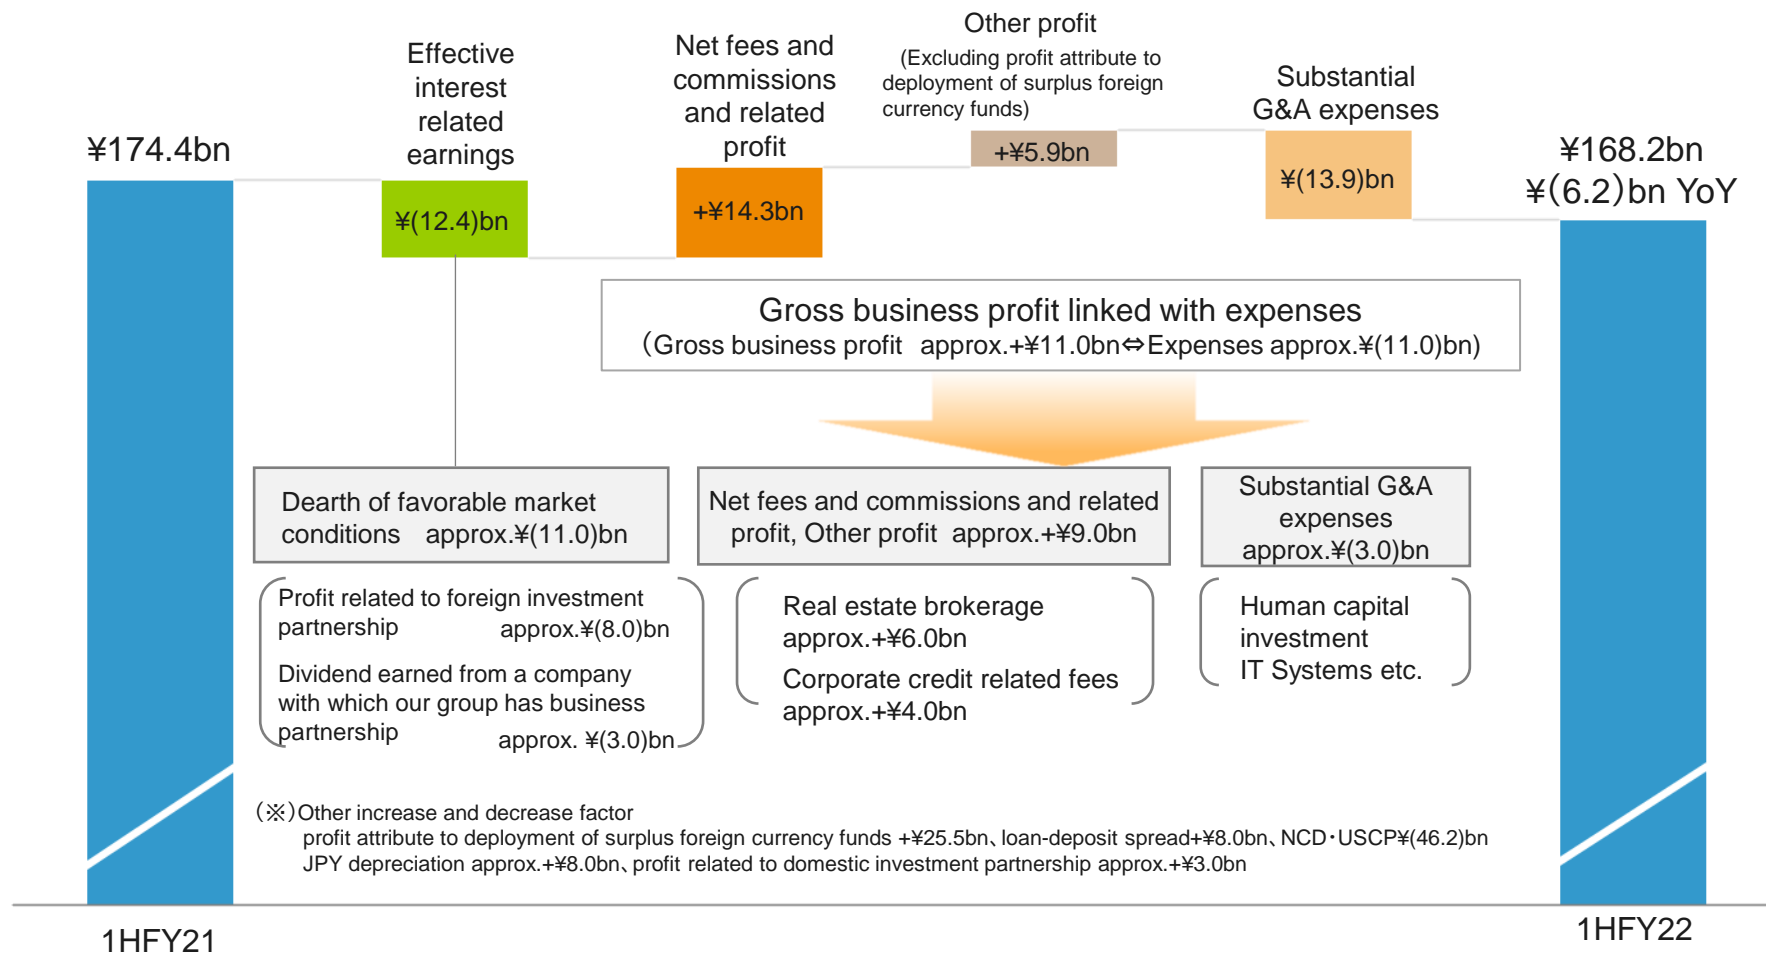 ¥174.4bn
Effective
interest
related
earnings
¥(12.4)bn
Net fees and
commissions
and related
profit
+¥14.3bn
Other profit
(Excluding profit attribute to
deployment of surplus foreign
currency funds)
+¥5.9bn
Substantial
G&A expenses
¥(13.9)bn
¥168.2bn
¥(6.2)bn YoY
Gross business profit linked with expenses
(Gross business profit approx.+¥11.0bn⇔Expenses approx.¥(11.0)bn)
Dearth of favorable market
conditions approx.¥(11.0)bn
Profit related to foreign investment
partnership approx.¥(8.0)bn
Dividend earned from a company
with which our group has business
partnership approx. ¥(3.0)bn
Net fees and commissions and related
profit, Other profit approx.+¥9.0bn
Real estate brokerage
approx.+¥6.0bn
Corporate credit related fees
approx.+¥4.0bn
Substantial G&A
expenses
approx.¥(3.0)bn
Human capital
investment
IT Systems etc.
(※)Other increase and decrease factor
profit attribute to deployment of surplus foreign currency funds +¥25.5bn、loan-deposit spread+¥8.0bn、NCD・USCP¥(46.2)bn
JPY depreciation approx.+¥8.0bn、profit related to domestic investment partnership approx.+¥3.0bn
1HFY21
1HFY22